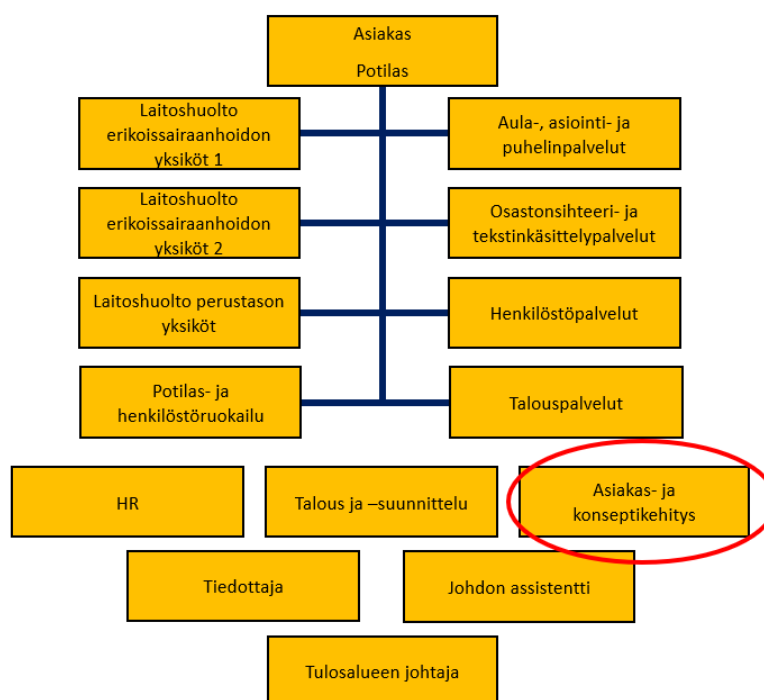 Asiakas
Potilas
Laitoshuolto
erikoissairaanhoidon
yksiköt 1
Aula-, asiointi- ja
puhelinpalvelut
Laitoshuolto
erikoissairaanhoidon
yksiköt 2
Osastonsihteeri- ja
tekstinkäsittelypalvelut
Laitoshuolto perustason
yksiköt
Henkilöstöpalvelut
Potilas- ja
henkilöstöruokailu
Talouspalvelut
HR
Talous ja –suunnittelu
Asiakas- ja
konseptikehitys
Tiedottaja
Johdon assistentti
Tulosalueen johtaja